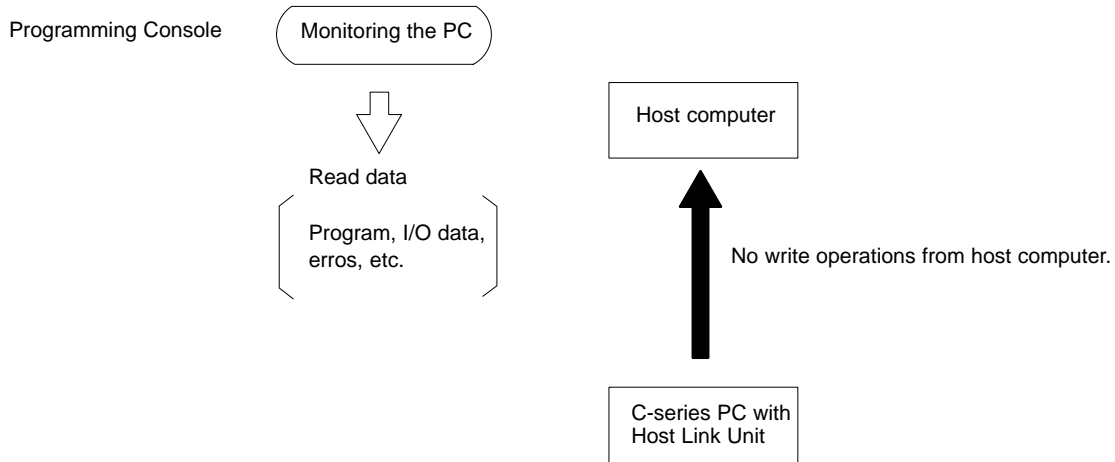 Programming Console
Monitoring the PC
Read data
Program, I/O data,
erros, etc.
Host computer
No write operations from host computer.
C-series PC with
Host Link Unit